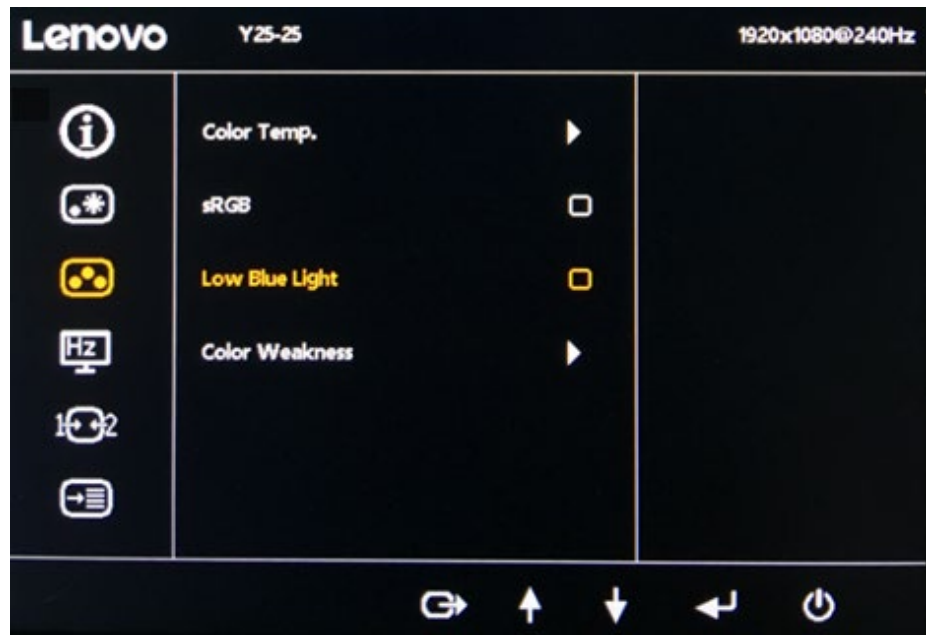 Lenovo Y25-25 1920x1080@240Hz
Color Temp.
sRGB
Low Blue Light
Hz
Color Weakness
1 2